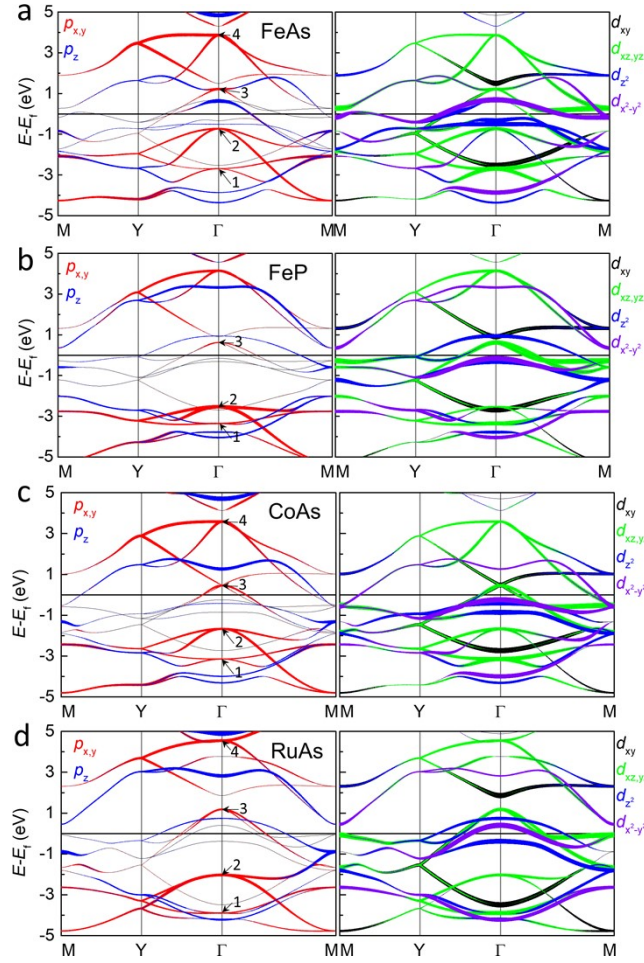 a
5
3
1
-1
-3
-5
E-E_f (eV)
p_x,y
p_z
FeAs
4
3
2
1
M Y Γ MM Y Γ M
d_xy
d_xz,yz
d_z²
d_x²-y²
b
5
3
1
-1
-3
-5
E-E_f (eV)
p_x,y
p_z
FeP
3
2
1
M Y Γ MM Y Γ M
d_xy
d_xz,yz
d_z²
d_x²-y²
c
5
3
1
-1
-3
-5
E-E_f (eV)
p_x,y
p_z
CoAs
4
3
2
1
M Y Γ MM Y Γ M
d_xy
d_xz,y
d_z²
d_x²-y²
d
5
3
1
-1
-3
-5
E-E_f (eV)
p_x,y
p_z
RuAs
4
3
2
1
M Y Γ MM Y Γ M
d_xy
d_xz,y
d_z²
d_x²-y²